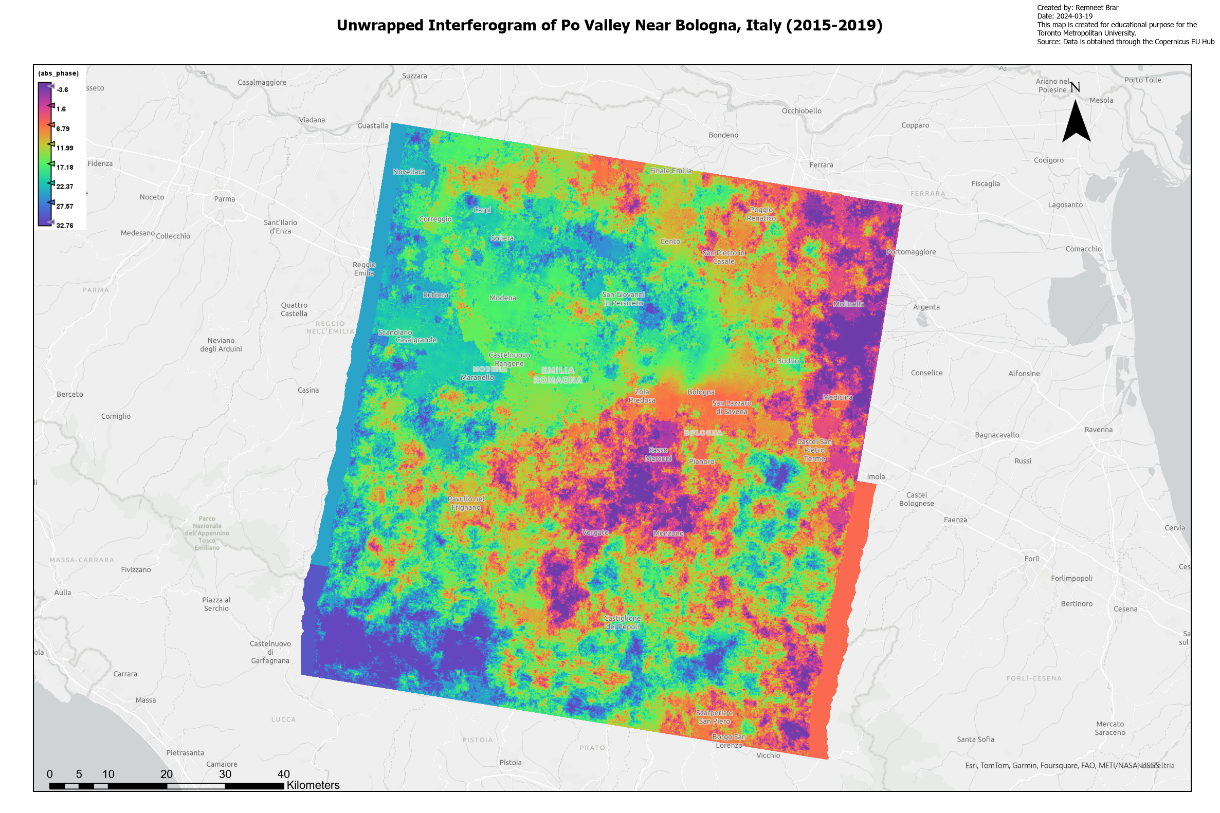 Created by: Remneet Brar
Date: 2024-03-19
This map is created for educational purpose for the
Toronto Metropolitan University.
Source: Data is obtained through the Copernicus EU Hub
Unwrapped Interferogram of Po Valley Near Bologna, Italy (2015-2019)
(abs_phase)
-3.6
1.6
6.79
11.99
17.18
22.37
27.57
32.76
N
Suzzara
Casalmaggiore
Viadana
Guastalla
Occhiobello
Bondeno
Ariano nel
Polesine
Porto Tolle
Mesola
Copparo
Cocigoro
Ferrara
FERRARA
Fiscaglia
Lagosanto
Comacchio
Portomaggiore
Argenta
Fidenza
Noceto
Parma
Medesano
Collecchio
Sant'Ilario
d'Enza
Reggio
Emilia
PARMA
Quattro
Castella
REGGIO
NELL'EMILIA
Neviano
degli Arduini
Casina
Berceto
Corniglio
Novellara
Correggio
Carpi
Soliera
Rubiera
Modena
Scandiano
Casalgrande
Castelnuovo
Rangone
MODENA
Maranello
EMILIA
ROMAGNA
Finale Emilia
Poggio
Renatico
Cento
San Pietro in
Casale
San Giovanni
in Persiceto
Molinella
Budrio
Medicina
Zola
Predosa
Bologna
San Lazzaro
di Savena
BOLOGNA
Castel San
Pietro
Terme
Sasso
Marconi
Pianoro
Pavullo nel
Frignano
Vergato
Monzuno
Castiglione
dei Pepoli
Scarperia e
San Piero
Borgo San
Lorenzo
Vicchio
Conselice
Alfonsine
Bagnacavallo
Ravenna
Russi
Imola
Castel
Bolognese
Faenza
Cervia
Forlì
Forlimpopoli
Bertinoro
Cesena
FORLÌ-CESENA
Mercato
Saraceno
Santa Sofia
Parco
Nazionale
dell'Appennino
Tosco
Emiliano
MASSA-CARRARA
Fivizzano
Aulla
Piazza al
Serchio
Castelnuovo
di
Garfagnana
Carrara
Massa
LUCCA
PISTOIA
PRATO
Pietrasanta
Camaiore
Pistoia
0 5 10 20 30 40
Kilometers
Esri, TomTom, Garmin, Foursquare, FAO, METI/NASA, USGS